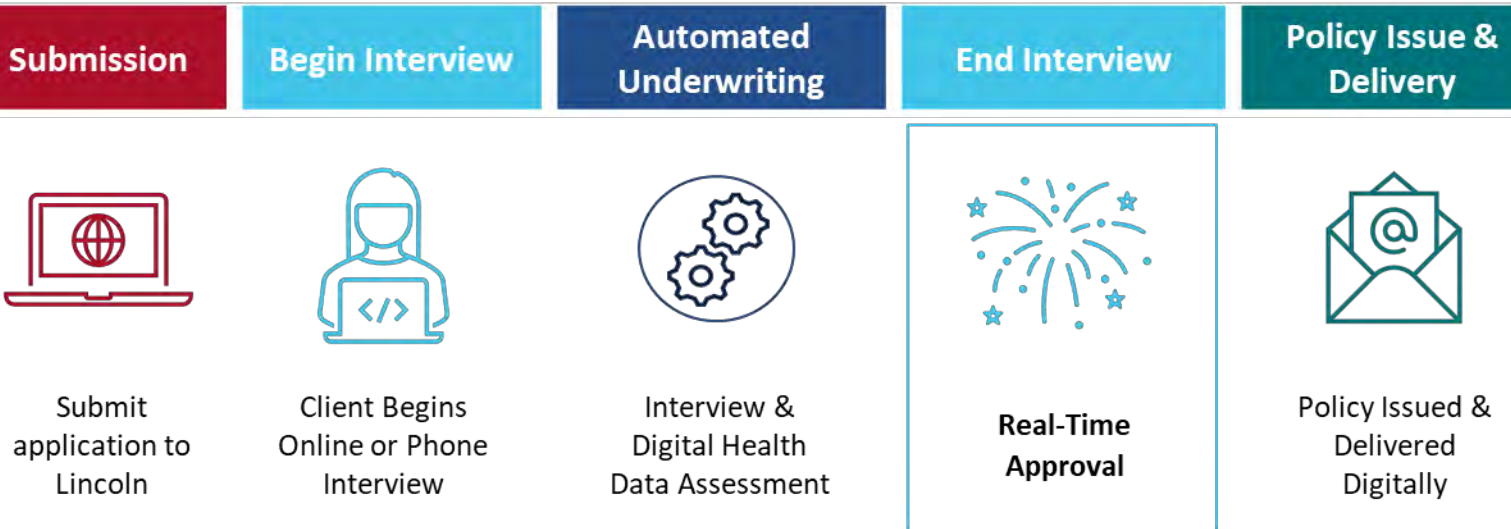 Submission
Begin Interview
Automated
Underwriting
End Interview
Policy Issue &
Delivery
</>
@
Submit
application to
Lincoln
Client Begins
Online or Phone
Interview
Interview &
Digital Health
Data Assessment
Real-Time
Approval
Policy Issued &
Delivered
Digitally